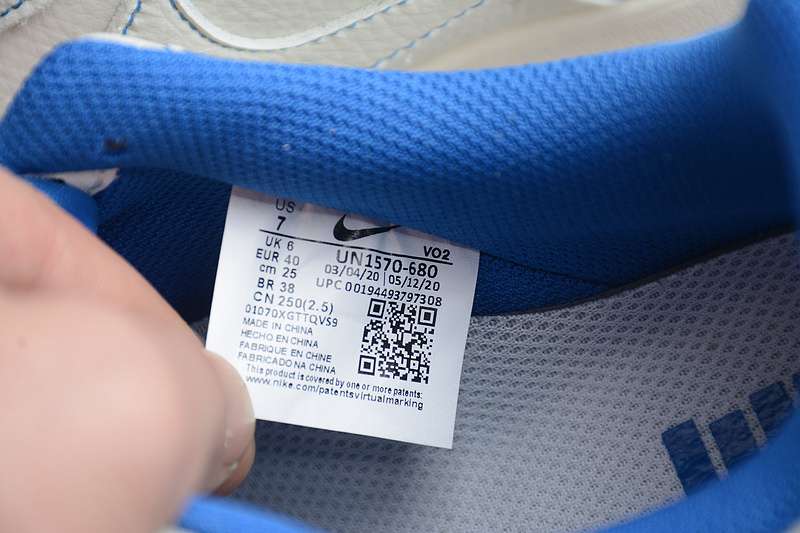 US
7
UK 6
EUR 40
cm 25
BR 38
CN 250(2.5)
01070XGTTQVS9
VO2
UN1570-680
03/04/20 | 05/12/20
UPC 00194493797308
MADE IN CHINA
HECHO EN CHINA
FABRIQUE EN CHINE
FABRICADO NA CHINA
This product is covered by one or more patents:
www.nike.com/patentsvirtualmarking